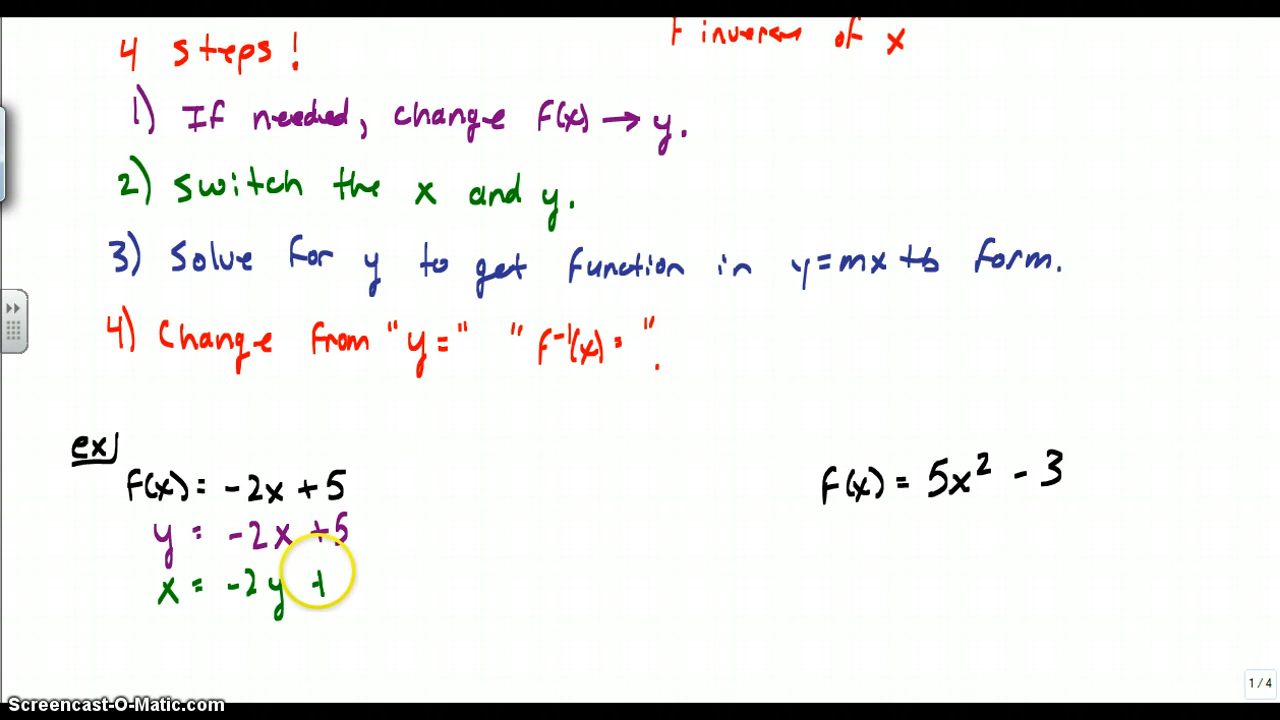 inverse of x
4 steps!
1) If needed, change f(x) → y.
2) Switch the x and y.
3) Solve for y to get function in y=mx+b form.
4) Change from "y=" "f⁻¹(x)=".
ex)
f(x) = -2x + 5
y = -2x + 5
x = -2y +
f(x) = 5x² - 3
1 / 4
Screencast-O-Matic.com